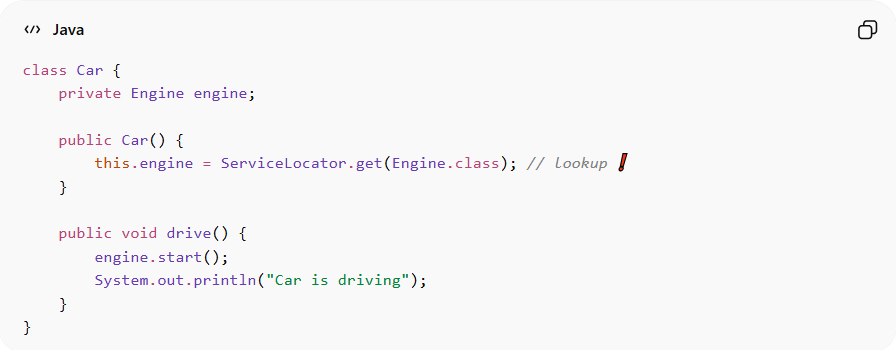 </> Java
class Car {
    private Engine engine;
    public Car() {
        this.engine = ServiceLocator.get(Engine.class); // lookup ❗
    }
    public void drive() {
        engine.start();
        System.out.println("Car is driving");
    }
}